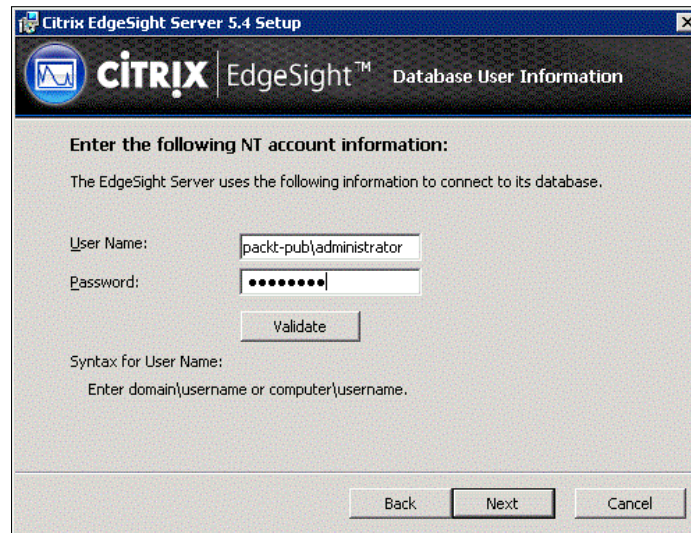 Citrix EdgeSight Server 5.4 Setup
CİTRIX EdgeSight™ Database User Information
Enter the following NT account information:
The EdgeSight Server uses the following information to connect to its database.
User Name: packt-pub\administrator
Password: ●●●●●●●●
Validate
Syntax for User Name:
Enter domain\username or computer\username.
Back Next Cancel